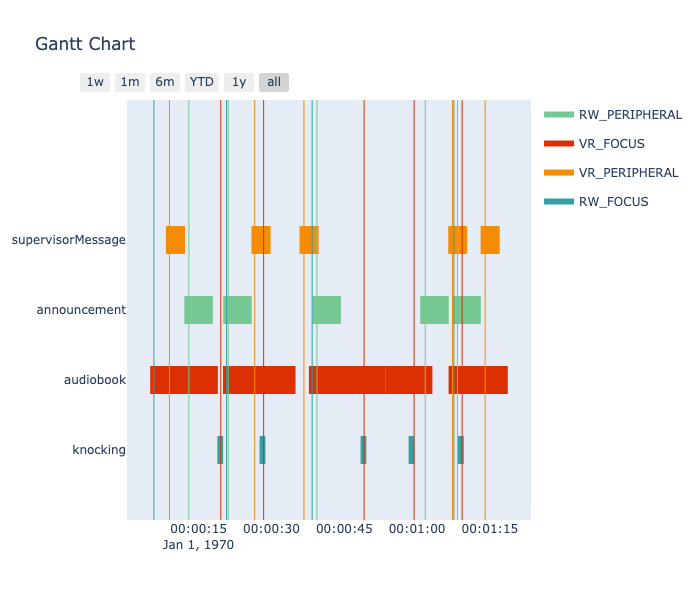 Gantt Chart
1w 1m 6m YTD 1y all
RW_PERIPHERAL
VR_FOCUS
VR_PERIPHERAL
RW_FOCUS
supervisorMessage
announcement
audiobook
knocking
00:00:15 00:00:30 00:00:45 00:01:00 00:01:15
Jan 1, 1970